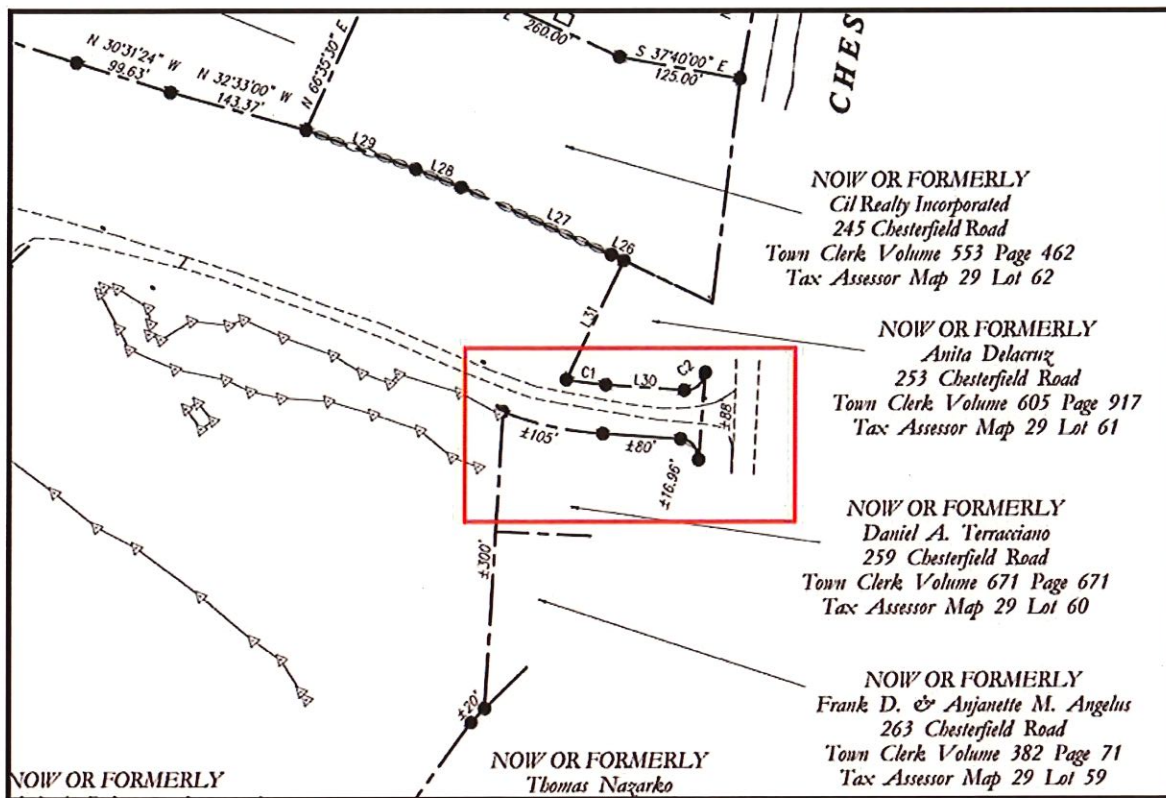 260.00'
S 37°40'00" E
125.00'
CHES
N 30°31'24" W
99.63'
N 32°33'00" W
143.37'
N 66°35'30" E
L29
L28
L27
L26
L31
NOW OR FORMERLY
Cil Realty Incorporated
245 Chesterfield Road
Town Clerk Volume 553 Page 462
Tax Assessor Map 29 Lot 62
NOW OR FORMERLY
Anita Delacruz
253 Chesterfield Road
Town Clerk Volume 605 Page 917
Tax Assessor Map 29 Lot 61
C1
L30
C2
±88
±105'
±80'
±16.96'
NOW OR FORMERLY
Daniel A. Terracciano
259 Chesterfield Road
Town Clerk Volume 671 Page 671
Tax Assessor Map 29 Lot 60
±300'
NOW OR FORMERLY
Frank D. & Anjanette M. Angelus
263 Chesterfield Road
Town Clerk Volume 382 Page 71
Tax Assessor Map 29 Lot 59
±20'
NOW OR FORMERLY
Thomas Nazarko
NOW OR FORMERLY